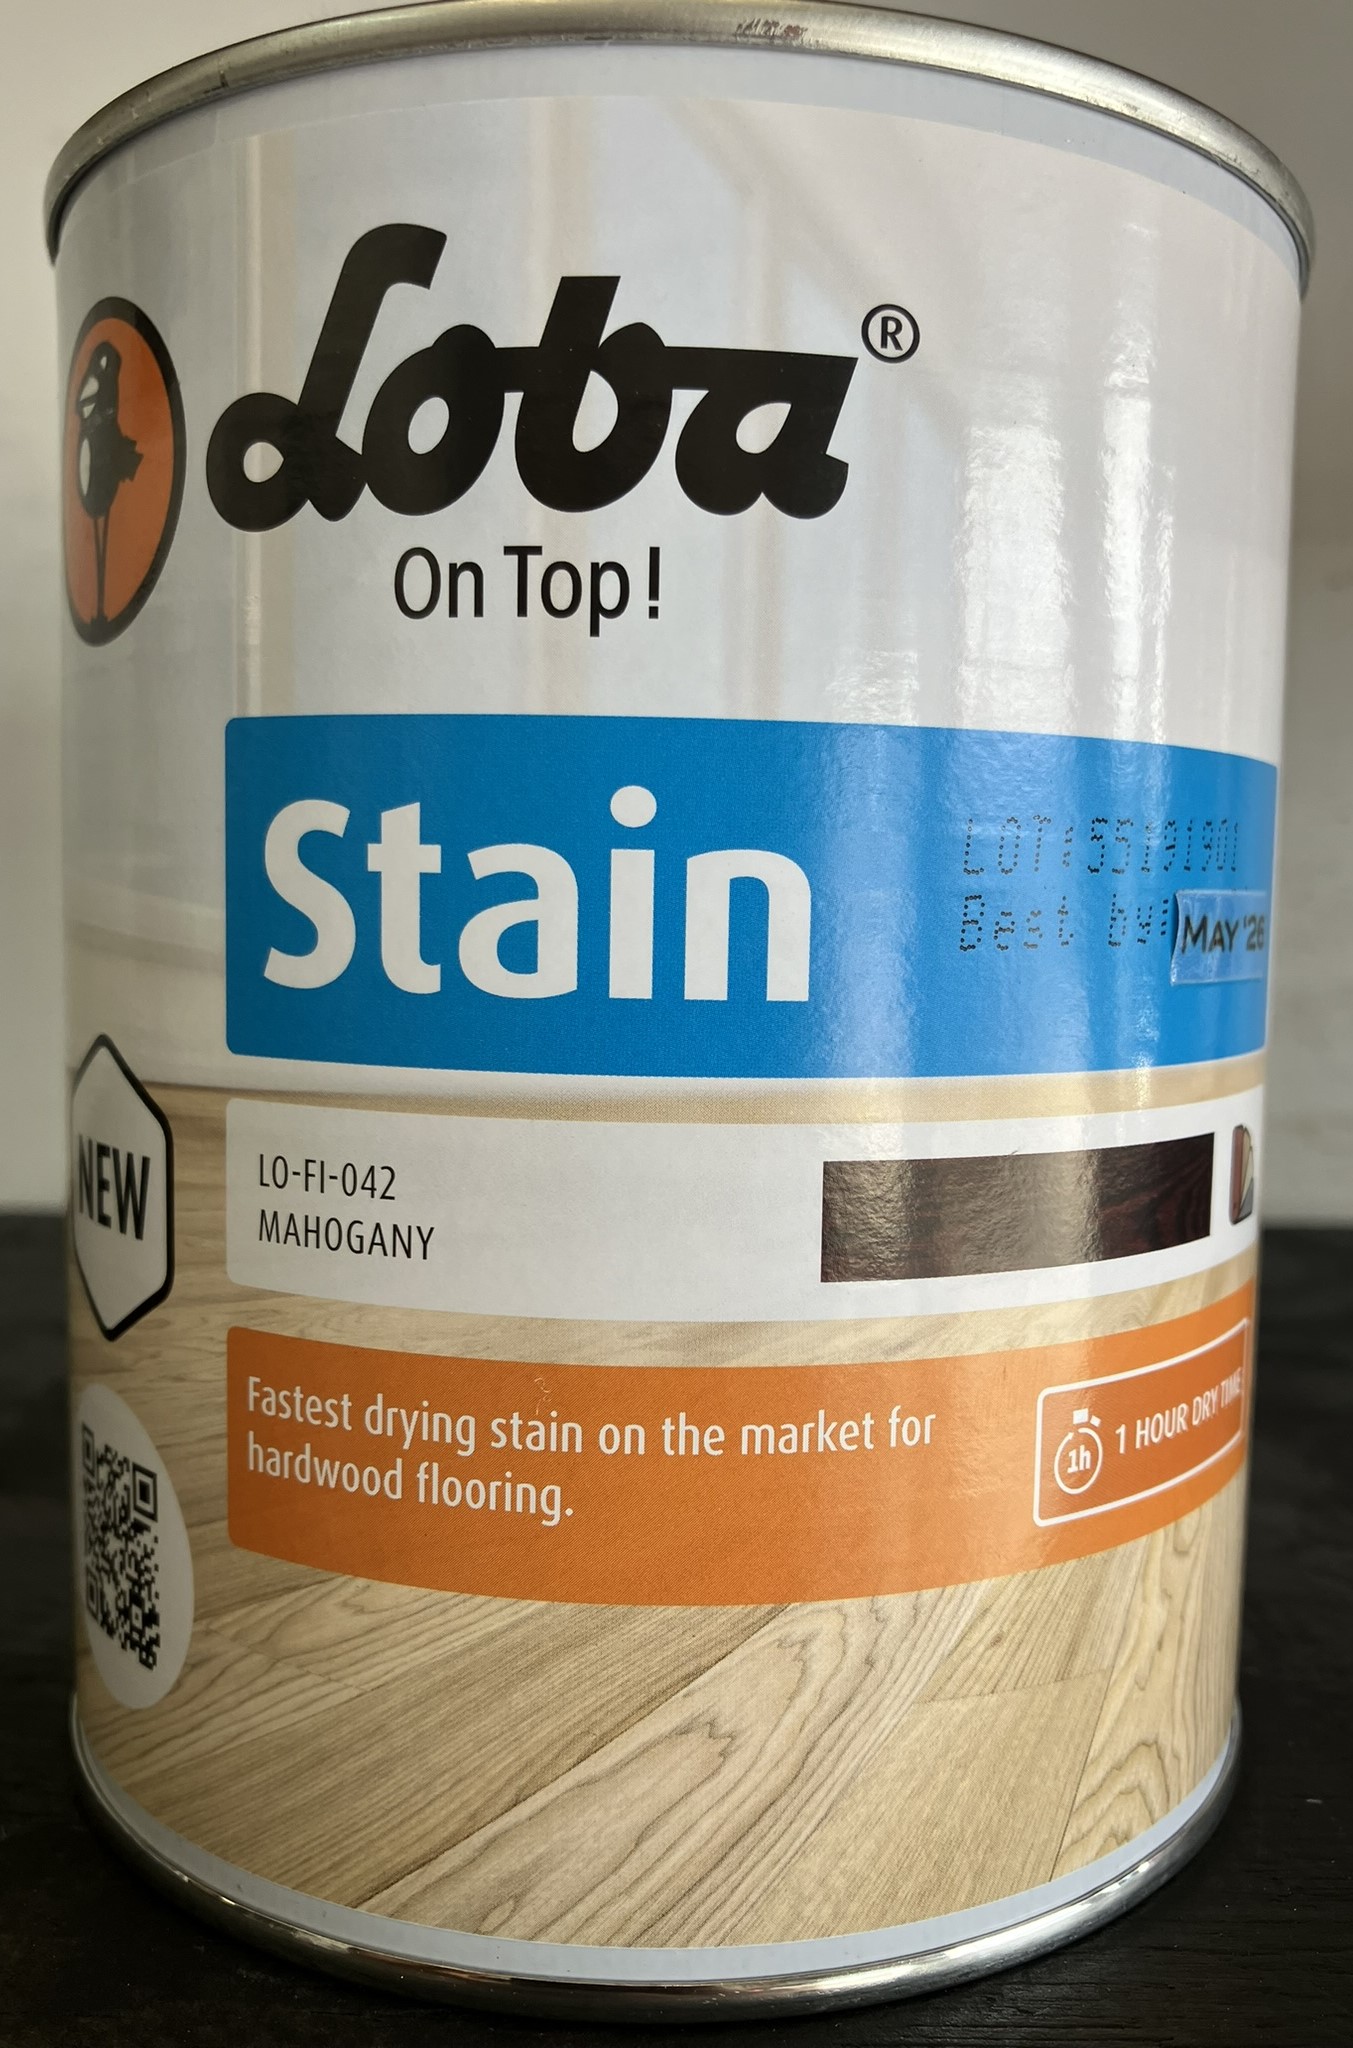 Loba®
On Top!
Stain
LOT: 55191901
Best by: MAY '26
NEW
LO-FI-042
MAHOGANY
Fastest drying stain on the market for
hardwood flooring.
1h 1 HOUR DRY TIME